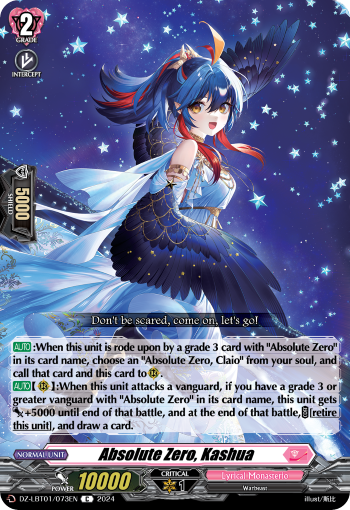 2
GRADE
INTERCEPT
5000
SHIELD
Don't be scared, come on, let's go!
AUTO:When this unit is rode upon by a grade 3 card with "Absolute Zero"
in its card name, choose an "Absolute Zero, Claio" from your soul, and
call that card and this card to R.
AUTO【R】:When this unit attacks a vanguard, if you have a grade 3 or
greater vanguard with "Absolute Zero" in its card name, this unit gets
+5000 until end of that battle, and at the end of that battle, [retire
this unit], and draw a card.
NORMAL UNIT
Absolute Zero, Kashua
POWER 10000
CRITICAL
1
Lyrical Monasterio
Warbeast
D DZ-LBT01/073EN C 2024
illust/斯比